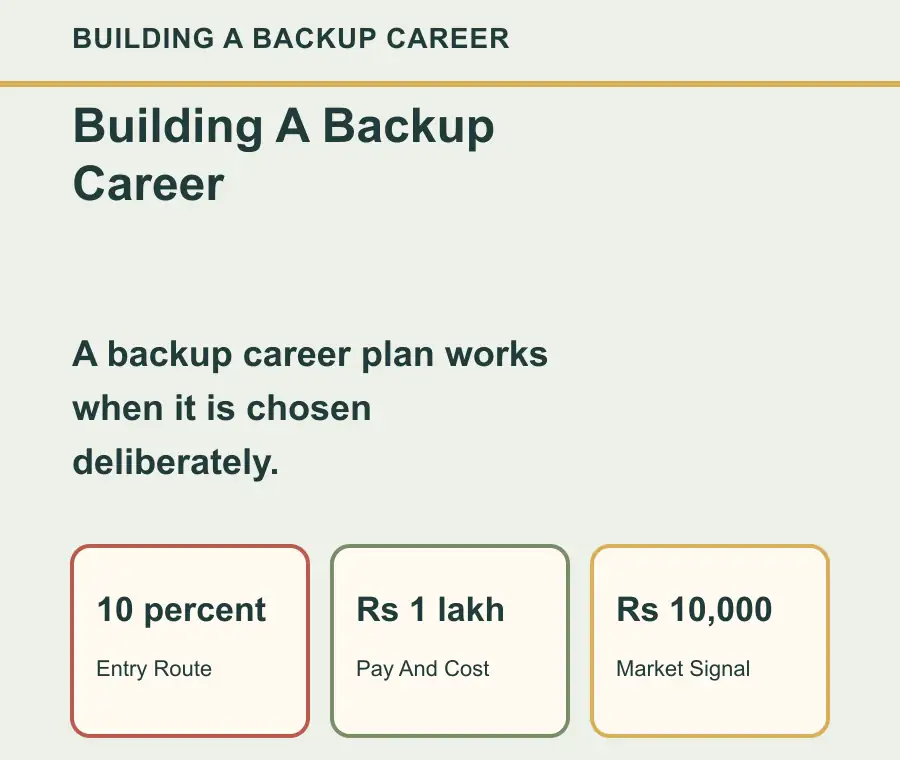 BUILDING A BACKUP CAREER
Building A Backup
Career
A backup career plan works
when it is chosen
deliberately.
10 percent
Entry Route
Rs 1 lakh
Pay And Cost
Rs 10,000
Market Signal